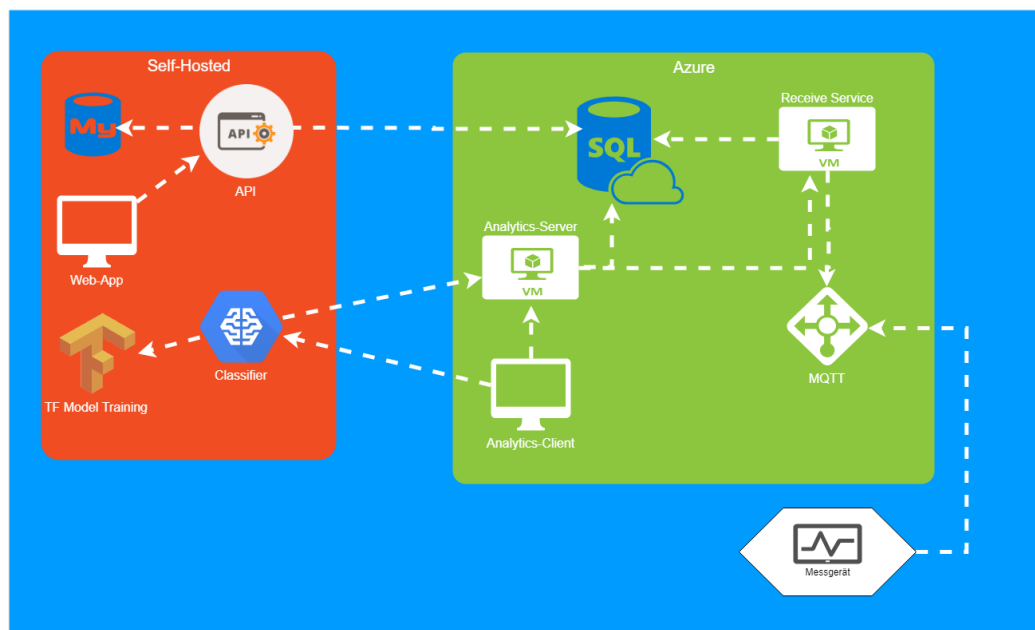 Self-Hosted
My
API
API
Web-App
TF Model Training
Classifier
Azure
SQL
Receive Service
VM
Analytics-Server
VM
MQTT
Analytics-Client
Messgerät